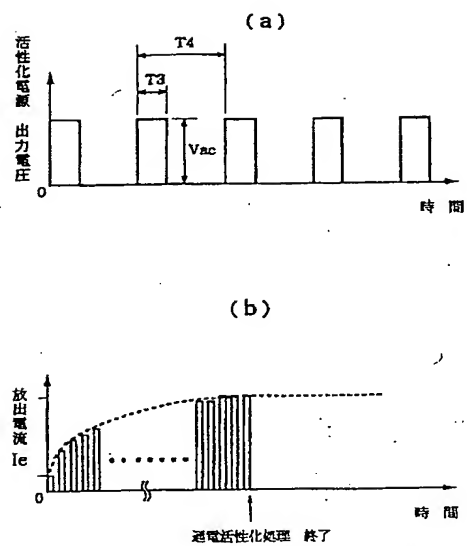 (a)
活性化電源 出力電圧
T4
T3
Vac
0
時 間
(b)
放出電流
Ie
0
時 間
通電活性化処理 終了